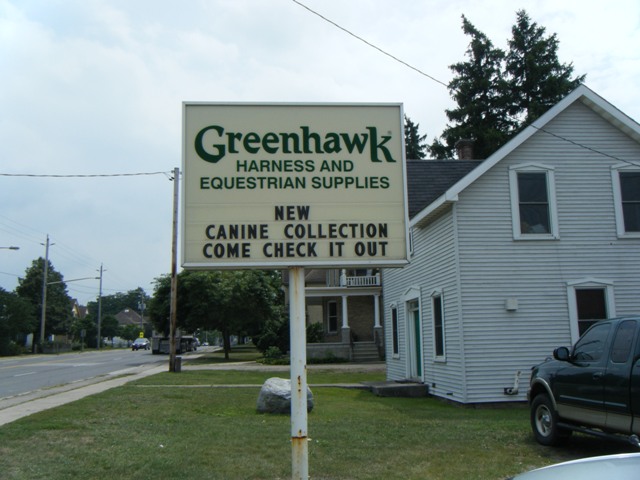 Greenhawk®
HARNESS AND
EQUESTRIAN SUPPLIES
NEW
CANINE COLLECTION
COME CHECK IT OUT